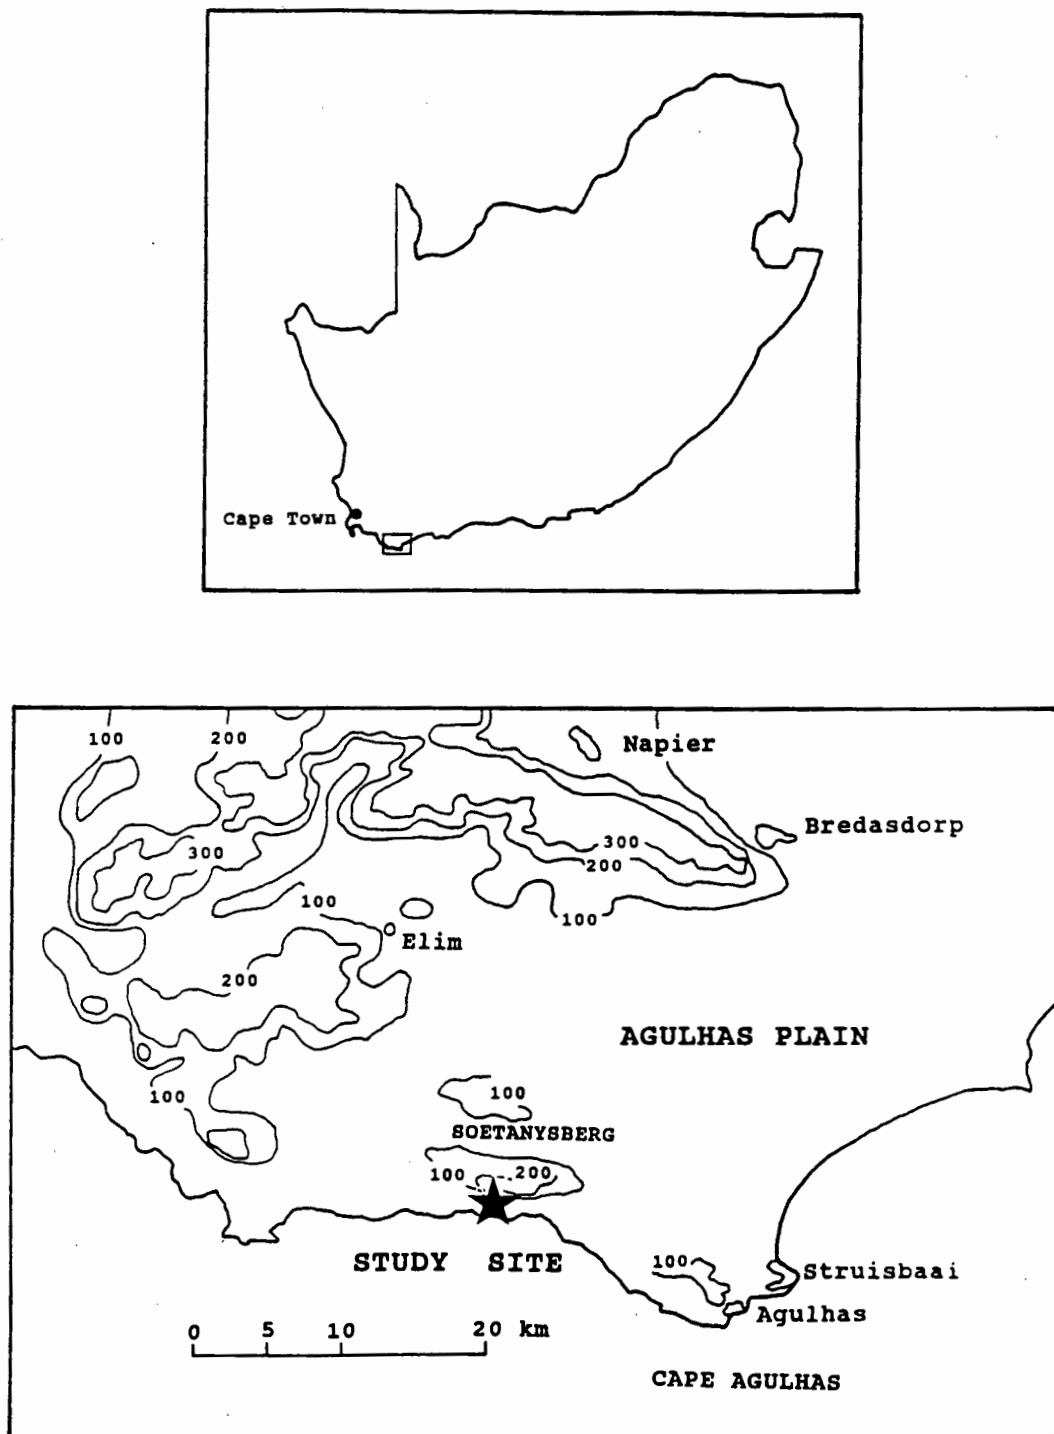 Cape Town
100
200
Napier
Bredasdorp
300
300
200
100
100
Elim
200
AGULHAS PLAIN
100
100
SOETANYSBERG
100
200
STUDY SITE
100
Struisbaai
Agulhas
0 5 10 20 km
CAPE AGULHAS